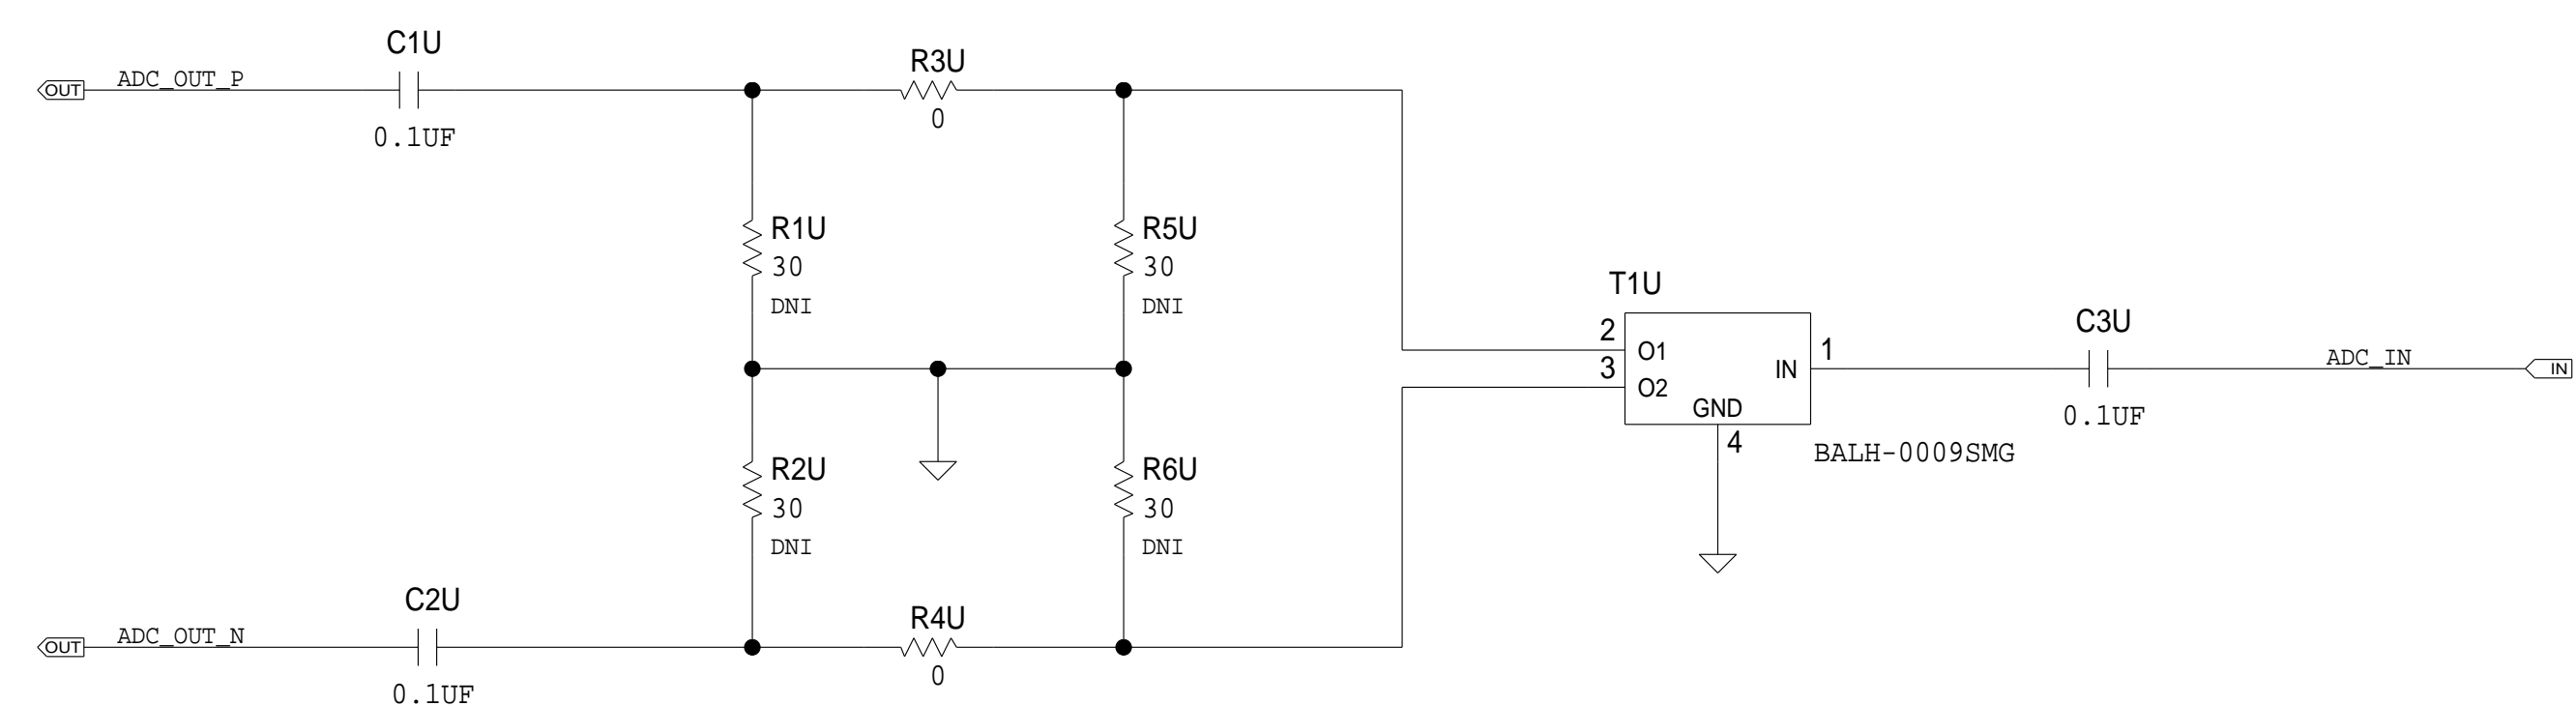 C1U
OUT
ADC_OUT_P
0.1UF
R3U
0
R1U
30
DNI
R5U
30
DNI
R2U
30
DNI
R6U
30
DNI
T1U
2
3
O1
O2
IN
GND
1
4
BALH-0009SMG
C3U
0.1UF
ADC_IN
IN
C2U
OUT
ADC_OUT_N
0.1UF
R4U
0